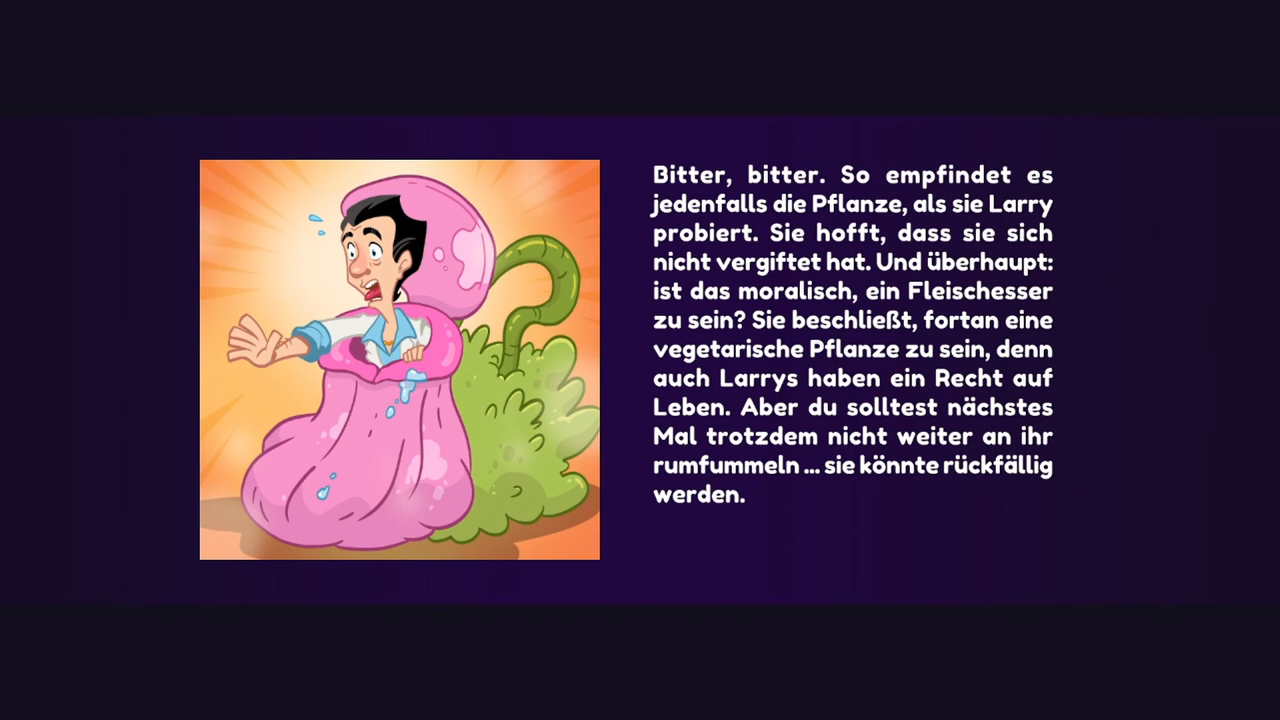 Bitter, bitter. So empfindet es
jedenfalls die Pflanze, als sie Larry
probiert. Sie hofft, dass sie sich
nicht vergiftet hat. Und überhaupt:
ist das moralisch, ein Fleischesser
zu sein? Sie beschließt, fortan eine
vegetarische Pflanze zu sein, denn
auch Larrys haben ein Recht auf
Leben. Aber du solltest nächstes
Mal trotzdem nicht weiter an ihr
rumfummeln ... sie könnte rückfällig
werden.